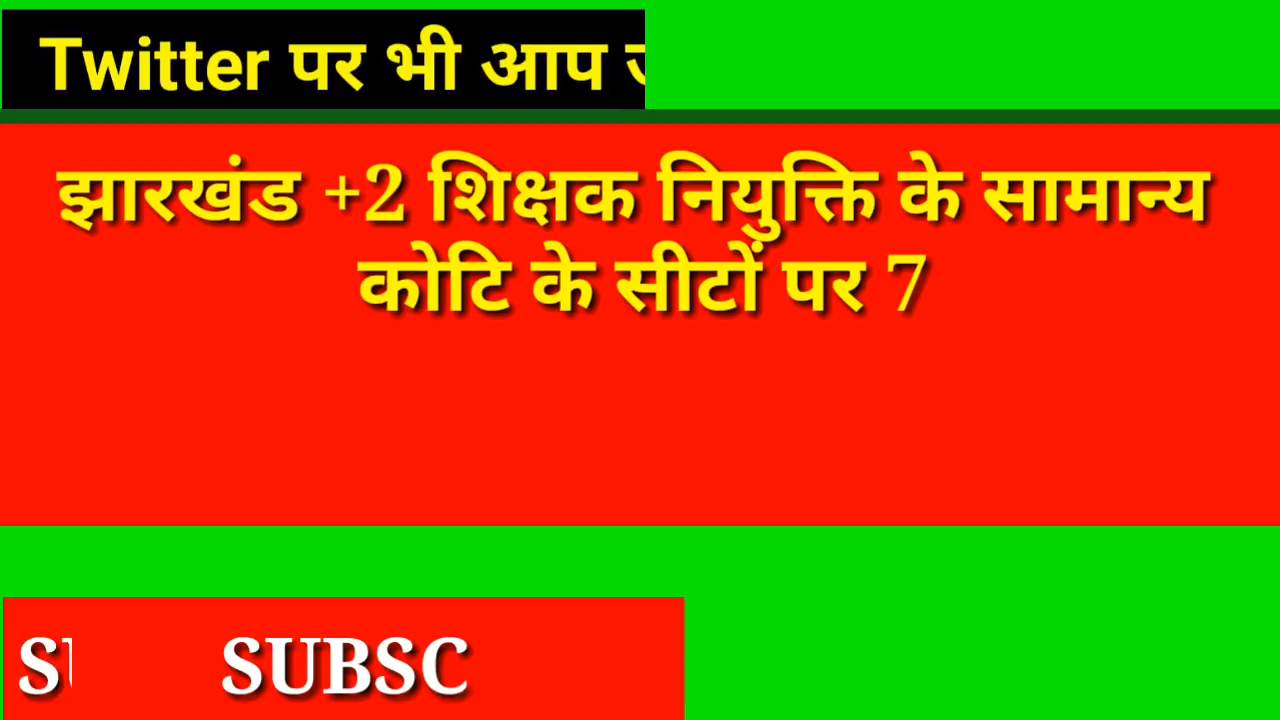 Twitter पर भी आप
झारखंड +2 शिक्षक नियुक्ति के सामान्य
कोटि के सीटों पर 7
SUBSC